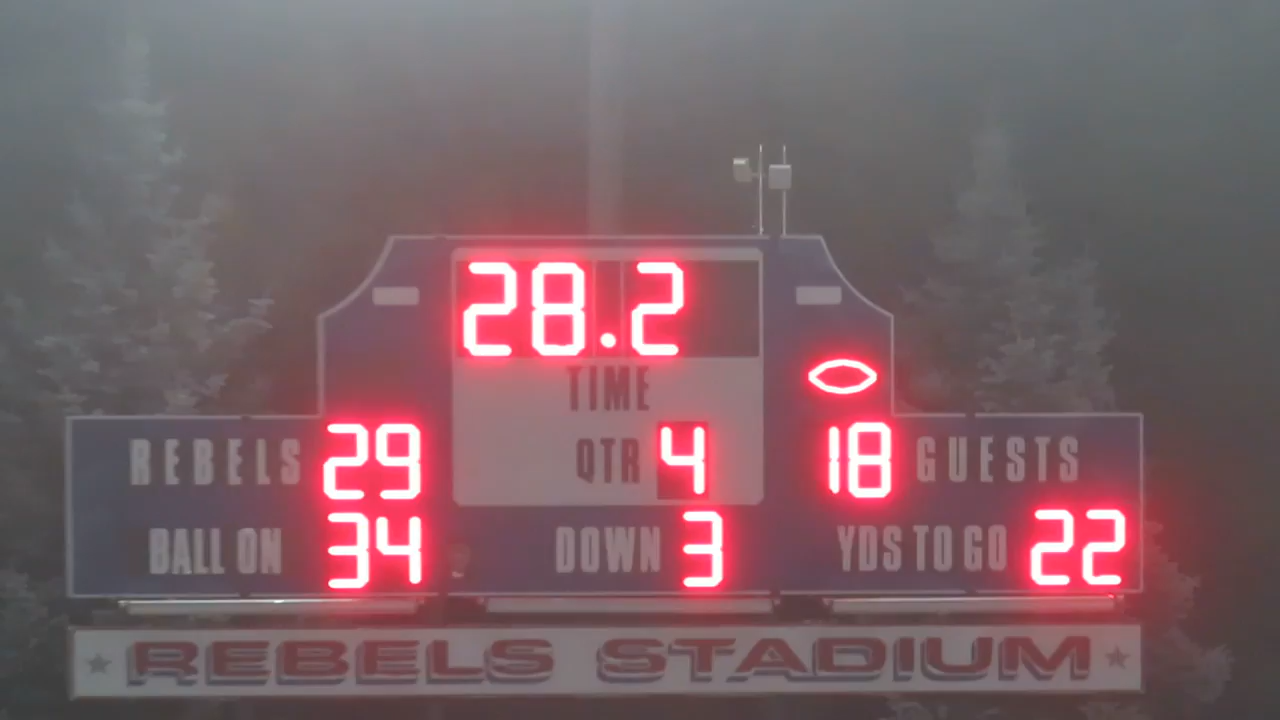 28.2
TIME
REBELS 29 QTR 4 18 GUESTS
BALL ON 34 DOWN 3 YDS TO GO 22
REBELS STADIUM